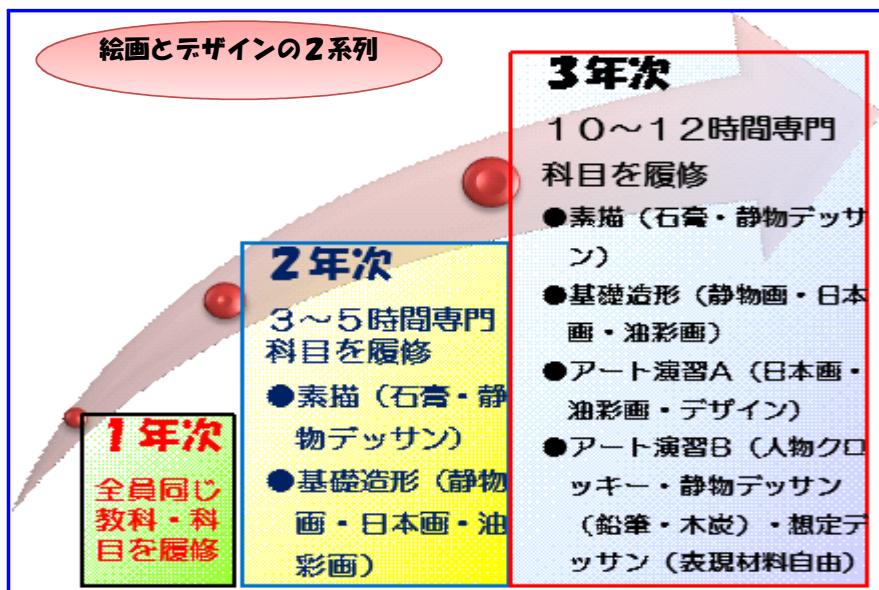 絵画とデザインの2系列
1年次
全員同じ
教科・科
目を履修
2年次
3~5時間専門
科目を履修
●素描（石膏・静
物デッサン）
●基礎造形（静物
画・日本画・油
彩画）
3年次
10~12時間専門
科目を履修
●素描（石膏・静物デッサ
ン）
●基礎造形（静物画・日本
画・油彩画）
●アート演習A（日本画・
油彩画・デザイン）
●アート演習B（人物クロ
ッキー・静物デッサン
（鉛筆・木炭）・想定デ
ッサン（表現材料自由）